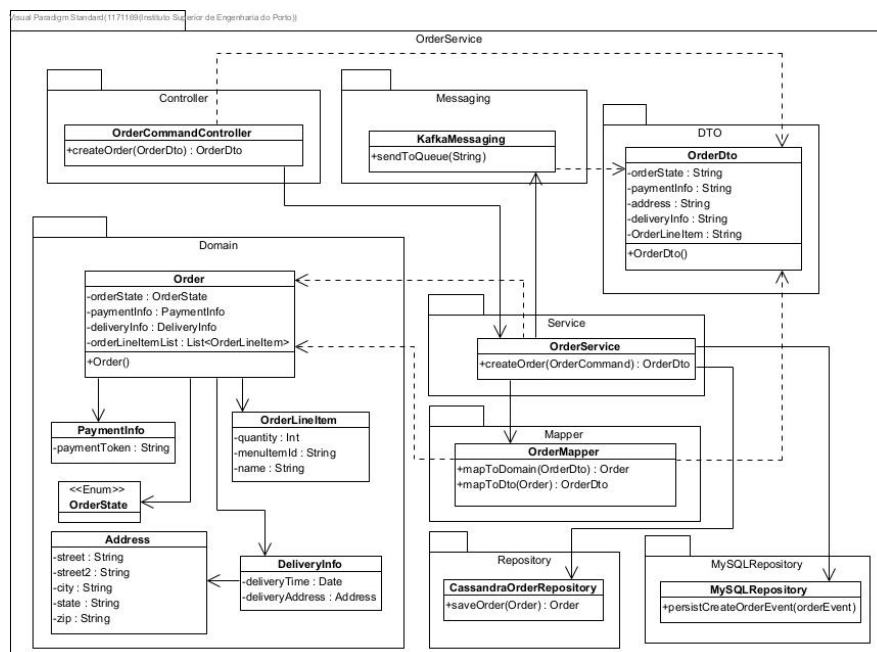 Visual Paradigm Standard(1171169(Instituto Superior de Engenharia do Porto))
OrderService
Controller
OrderCommandController
+createOrder(OrderDto) : OrderDto
Messaging
KafkaMessaging
+sendToQueue(String)
DTO
OrderDto
-orderState : String
-paymentInfo : String
-address : String
-deliveryInfo : String
-OrderLineItem : String
+OrderDto()
Domain
Order
-orderState : OrderState
-paymentInfo : PaymentInfo
-deliveryInfo : DeliveryInfo
-orderLineItemList : List<OrderLineItem>
+Order()
Service
OrderService
+createOrder(OrderCommand) : OrderDto
PaymentInfo
-paymentToken : String
OrderLineItem
-quantity : Int
-menuItemId : String
-name : String
Mapper
OrderMapper
+mapToDomain(OrderDto) : Order
+mapToDto(Order) : OrderDto
<<Enum>>
OrderState
Address
-street : String
-street2 : String
-city : String
-state : String
-zip : String
DeliveryInfo
-deliveryTime : Date
-deliveryAddress : Address
Repository
CassandraOrderRepository
+saveOrder(Order) : Order
MySQLRepository
MySQLRepository
+persistCreateOrderEvent(orderEvent)